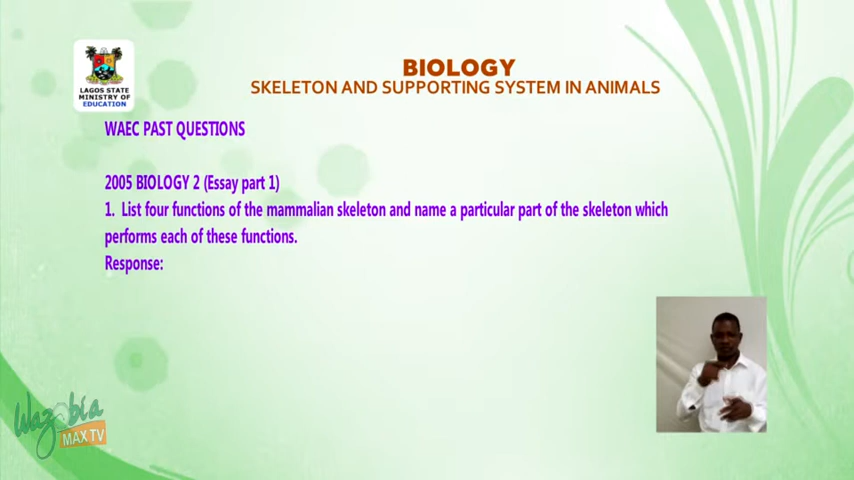 BIOLOGY
SKELETON AND SUPPORTING SYSTEM IN ANIMALS
LAGOS STATE
MINISTRY OF
EDUCATION
WAEC PAST QUESTIONS
2005 BIOLOGY 2 (Essay part 1)
1. List four functions of the mammalian skeleton and name a particular part of the skeleton which
performs each of these functions.
Response:
Wazobia
MAX TV